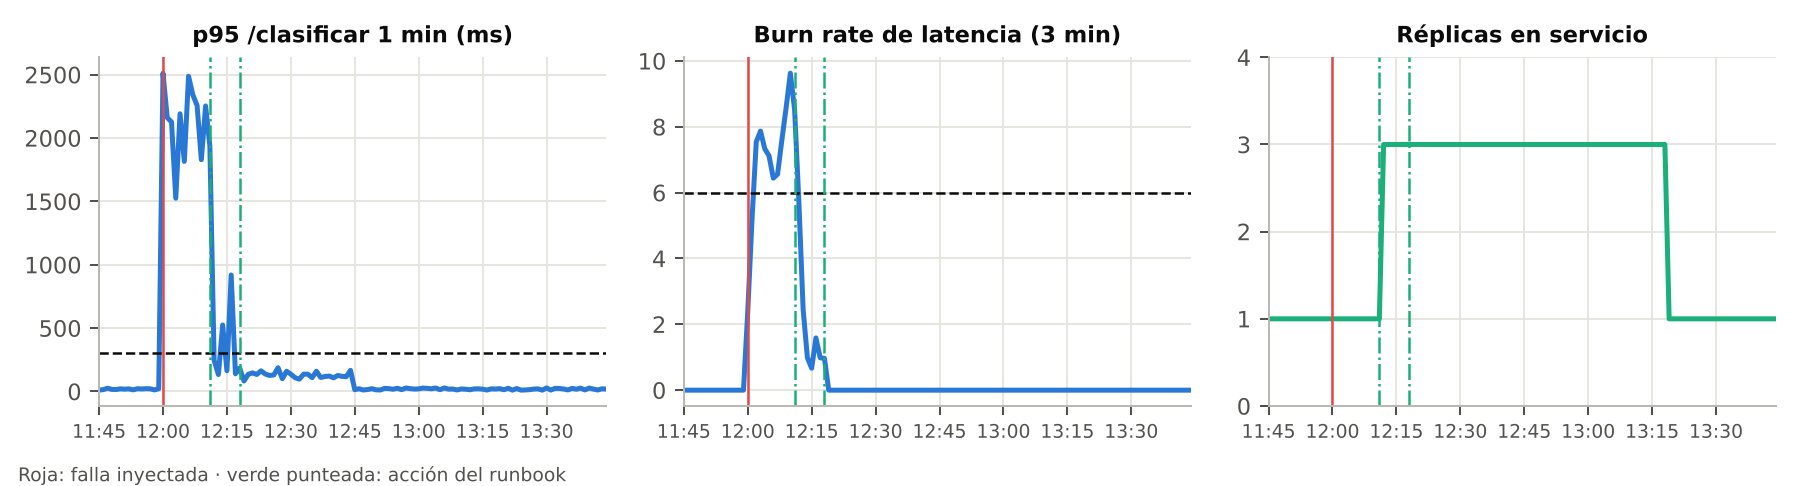 p95 /clasificar 1 min (ms)
2500
2000
1500
1000
500
0
11:45 12:00 12:15 12:30 12:45 13:00 13:15 13:30
Burn rate de latencia (3 min)
10
8
6
4
2
0
11:45 12:00 12:15 12:30 12:45 13:00 13:15 13:30
Réplicas en servicio
4
3
2
1
0
11:45 12:00 12:15 12:30 12:45 13:00 13:15 13:30
Roja: falla inyectada · verde punteada: acción del runbook